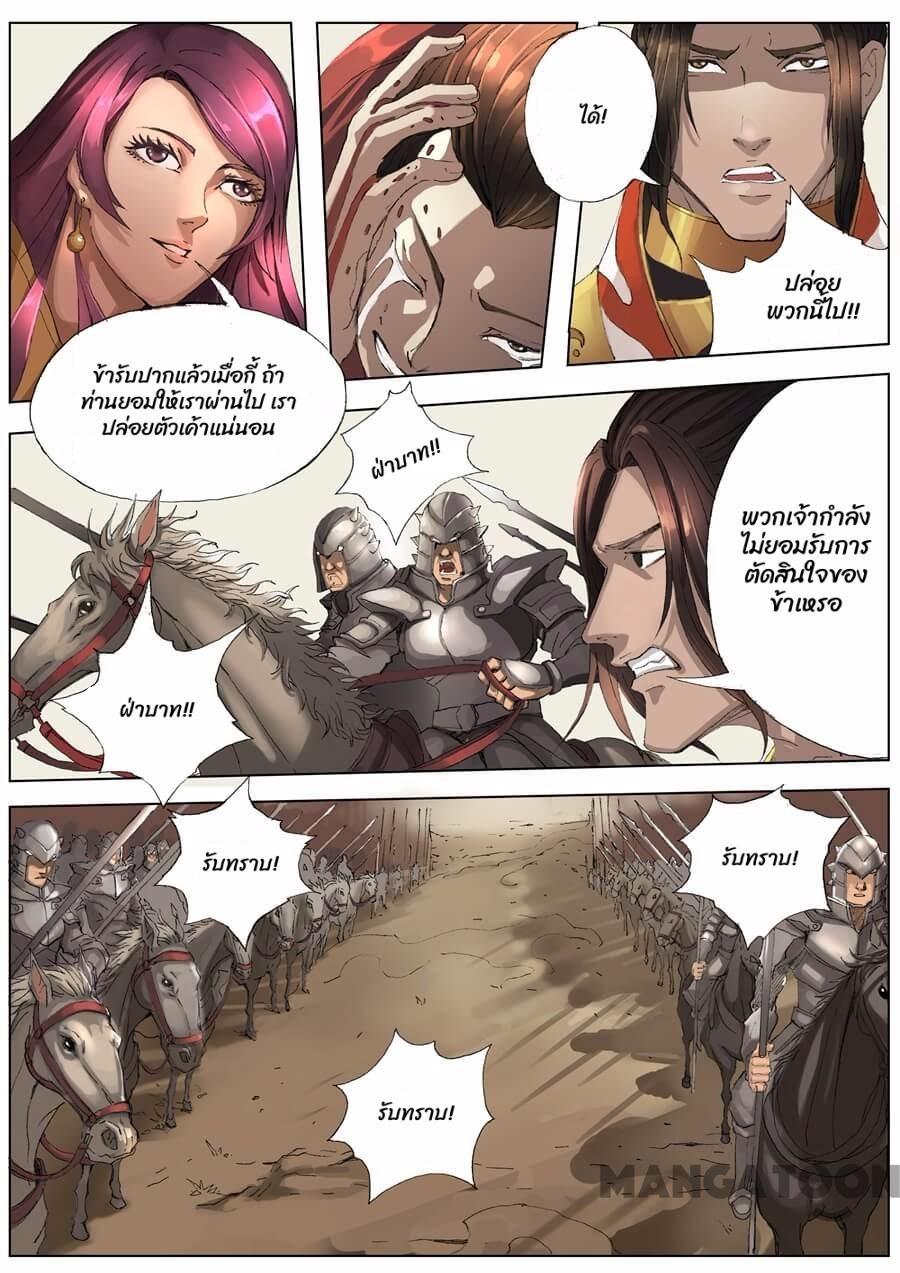 ข้ารับปากแล้วเมื่อกี้ ถ้า
ท่านยอมให้เราผ่านไป เรา
ปล่อยตัวเค้าแน่นอน
ได้!
ปล่อย
พวกนี้ไป!!
ฝ่าบาท!!
ฝ่าบาท!!
พวกเจ้ากำลัง
ไม่ยอมรับการ
ตัดสินใจของ
ข้าเหรอ
รับทราบ!
รับทราบ!
รับทราบ!
MANGATOON